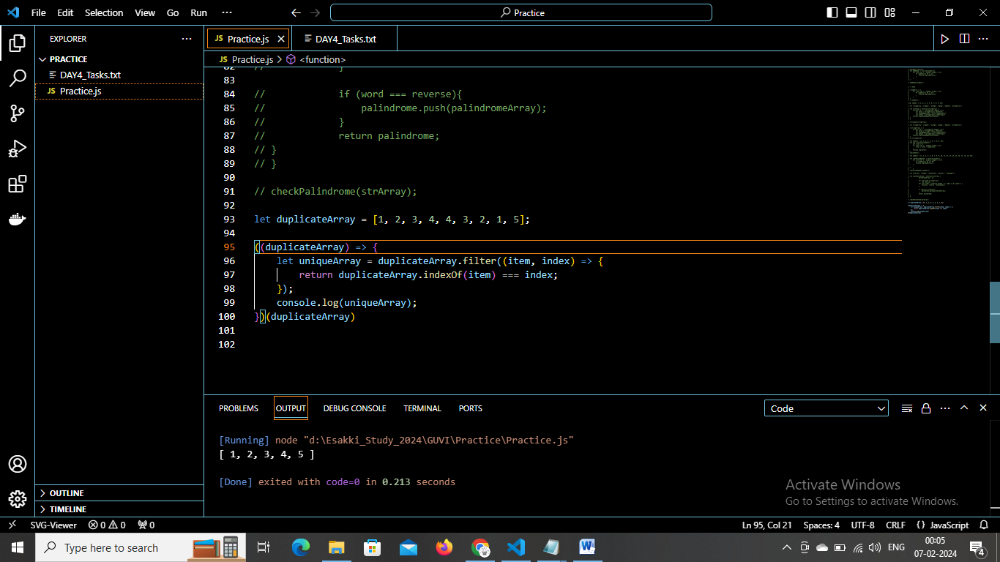 File Edit Selection View Go Run ··· Practice
EXPLORER ···
PRACTICE
DAY4_Tasks.txt
JS Practice.js
OUTLINE
TIMELINE
JS Practice.js DAY4_Tasks.txt
JS Practice.js > <function>
82 // }
83
84 // if (word === reverse){
85 // palindrome.push(palindromeArray);
86 // }
87 // return palindrome;
88 // }
89 // }
90
91 // checkPalindrome(strArray);
92
93 let duplicateArray = [1, 2, 3, 4, 4, 3, 2, 1, 5];
94
95 ((duplicateArray) => {
96 let uniqueArray = duplicateArray.filter((item, index) => {
97 return duplicateArray.indexOf(item) === index;
98 });
99 console.log(uniqueArray);
100 })(duplicateArray)
101
102
PROBLEMS OUTPUT DEBUG CONSOLE TERMINAL PORTS Code
[Running] node "d:\Esakki_Study_2024\GUVI\Practice\Practice.js"
[ 1, 2, 3, 4, 5 ]
[Done] exited with code=0 in 0.213 seconds
Activate Windows
Go to Settings to activate Windows.
SVG-Viewer 0 0 0 Ln 95, Col 21 Spaces: 4 UTF-8 CRLF {} JavaScript
Type here to search
ENG 00:05
07-02-2024
4